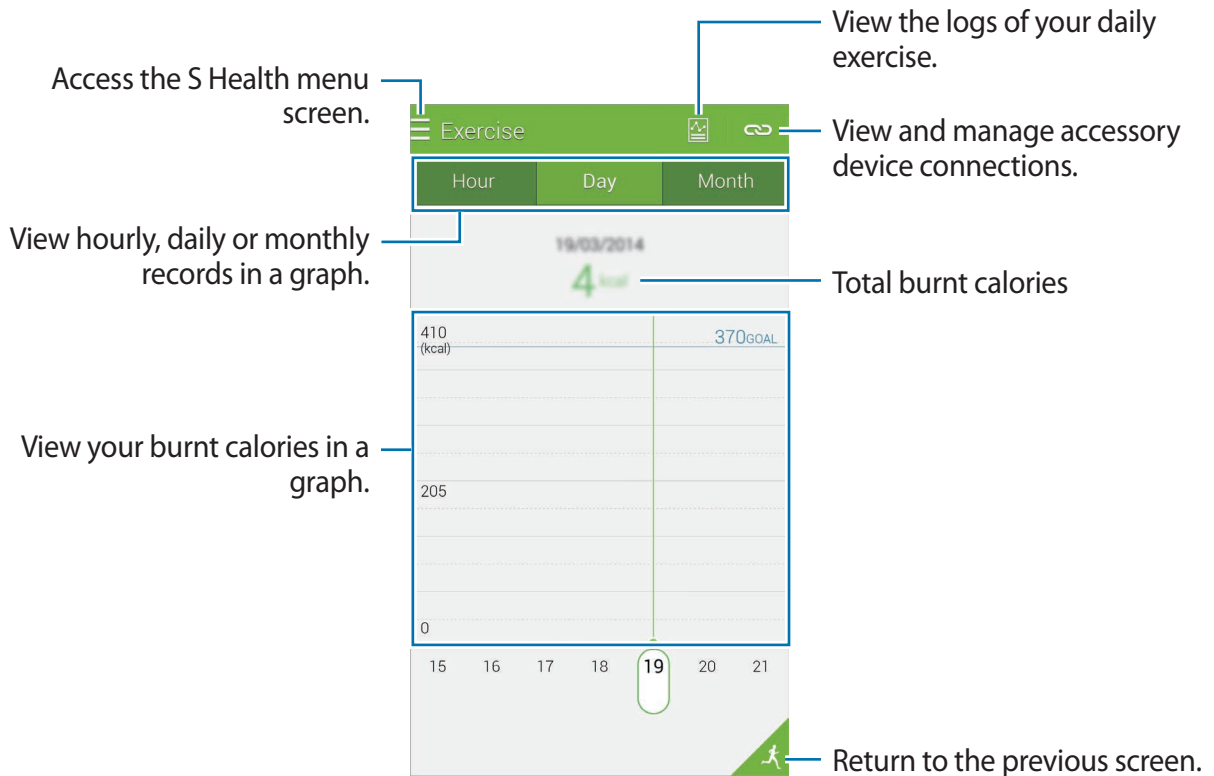 View the logs of your daily
exercise.
Access the S Health menu
screen.
Exercise
View and manage accessory
device connections.
Hour Day Month
View hourly, daily or monthly
records in a graph.
19/03/2014
4 kcal
Total burnt calories
410
(kcal)
370GOAL
View your burnt calories in a
graph.
205
0
15 16 17 18 19 20 21
Return to the previous screen.